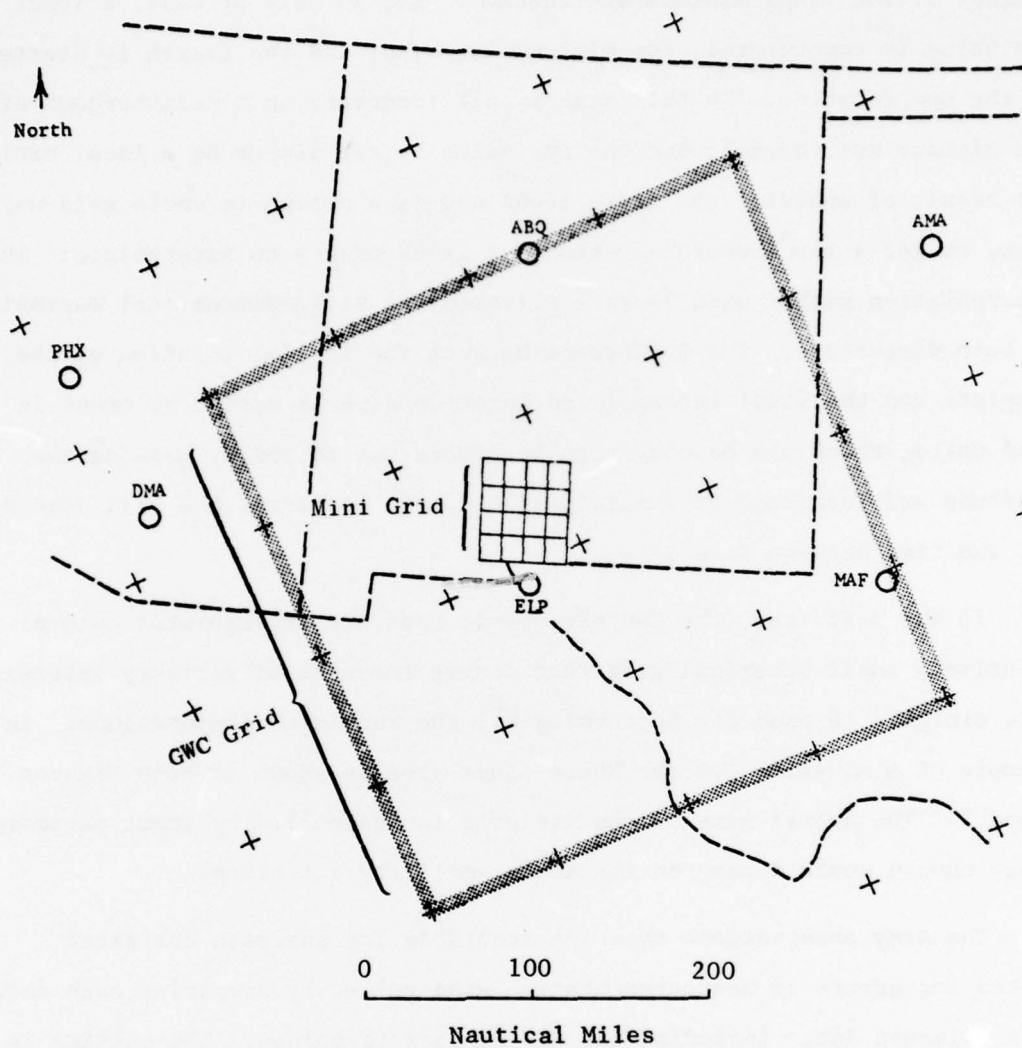 North
ABQ
AMA
PHX
DMA
Mini Grid
MAF
ELP
GWC Grid
0 100 200
Nautical Miles